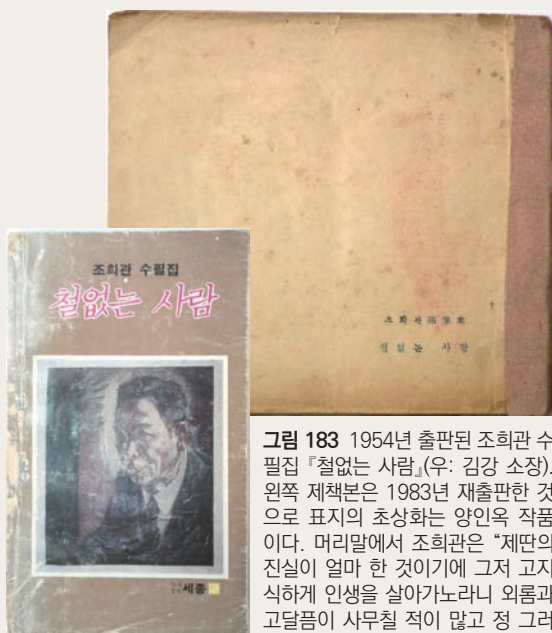 조희관 隨筆集
철없는 사람
조희관 수필집
철없는 사람
세종
그림 183 1954년 출판된 조희관 수
필집 『철없는 사람』(우: 김강 소장).
왼쪽 제책본은 1983년 재출판한 것
으로 표지의 초상화는 양인옥 작품
이다. 머리말에서 조희관은 “제딴의
진실이 얼마 한 것이기에 그저 고지
식하게 인생을 살아가노라니 외롬과
고달픔이 사무칠 적이 많고 정 그러